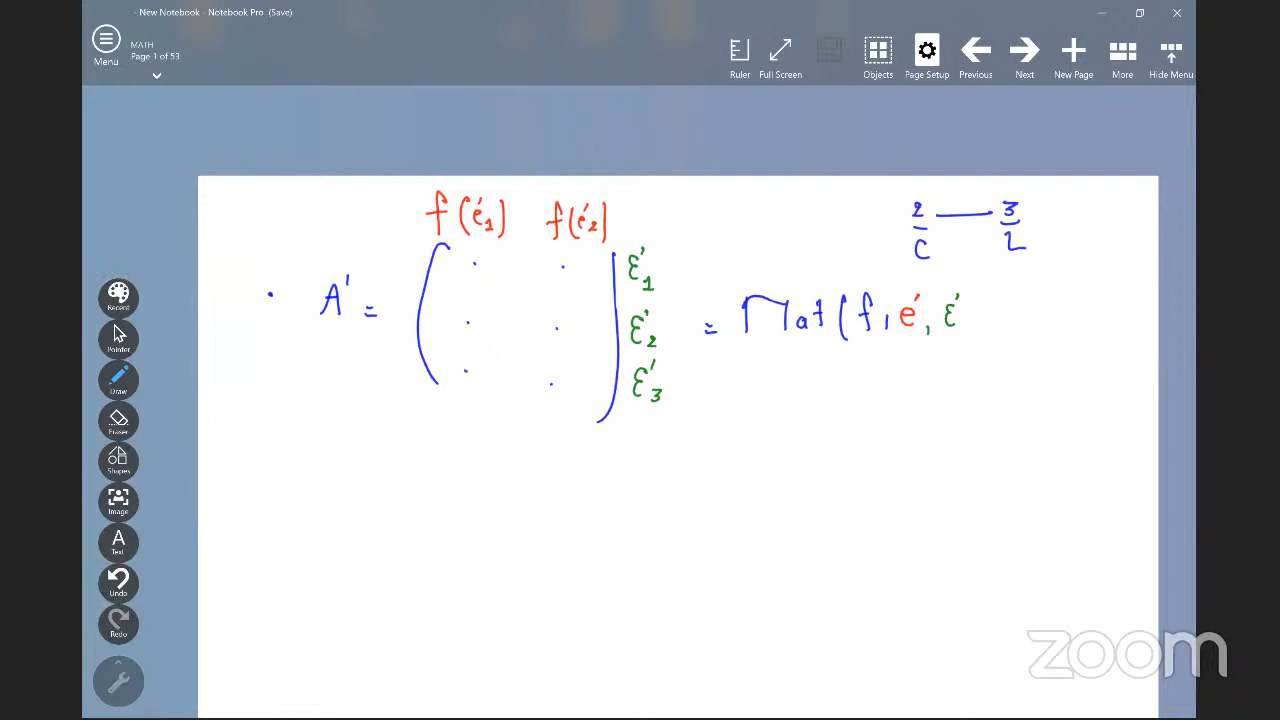 - New Notebook - Notebook Pro (Save)
Menu
MATH
Page 1 of 53
Ruler Full Screen Objects Page Setup Previous Next New Page More Hide Menu
Recent
Pointer
Draw
Eraser
Shapes
Image
A
Text
Undo
Redo
f(e'1) f(e'2)
2/C — 3/L
· A' = ( · · ) ε'1 ε'2 ε'3 = Mat(f, e', ε'
zoom